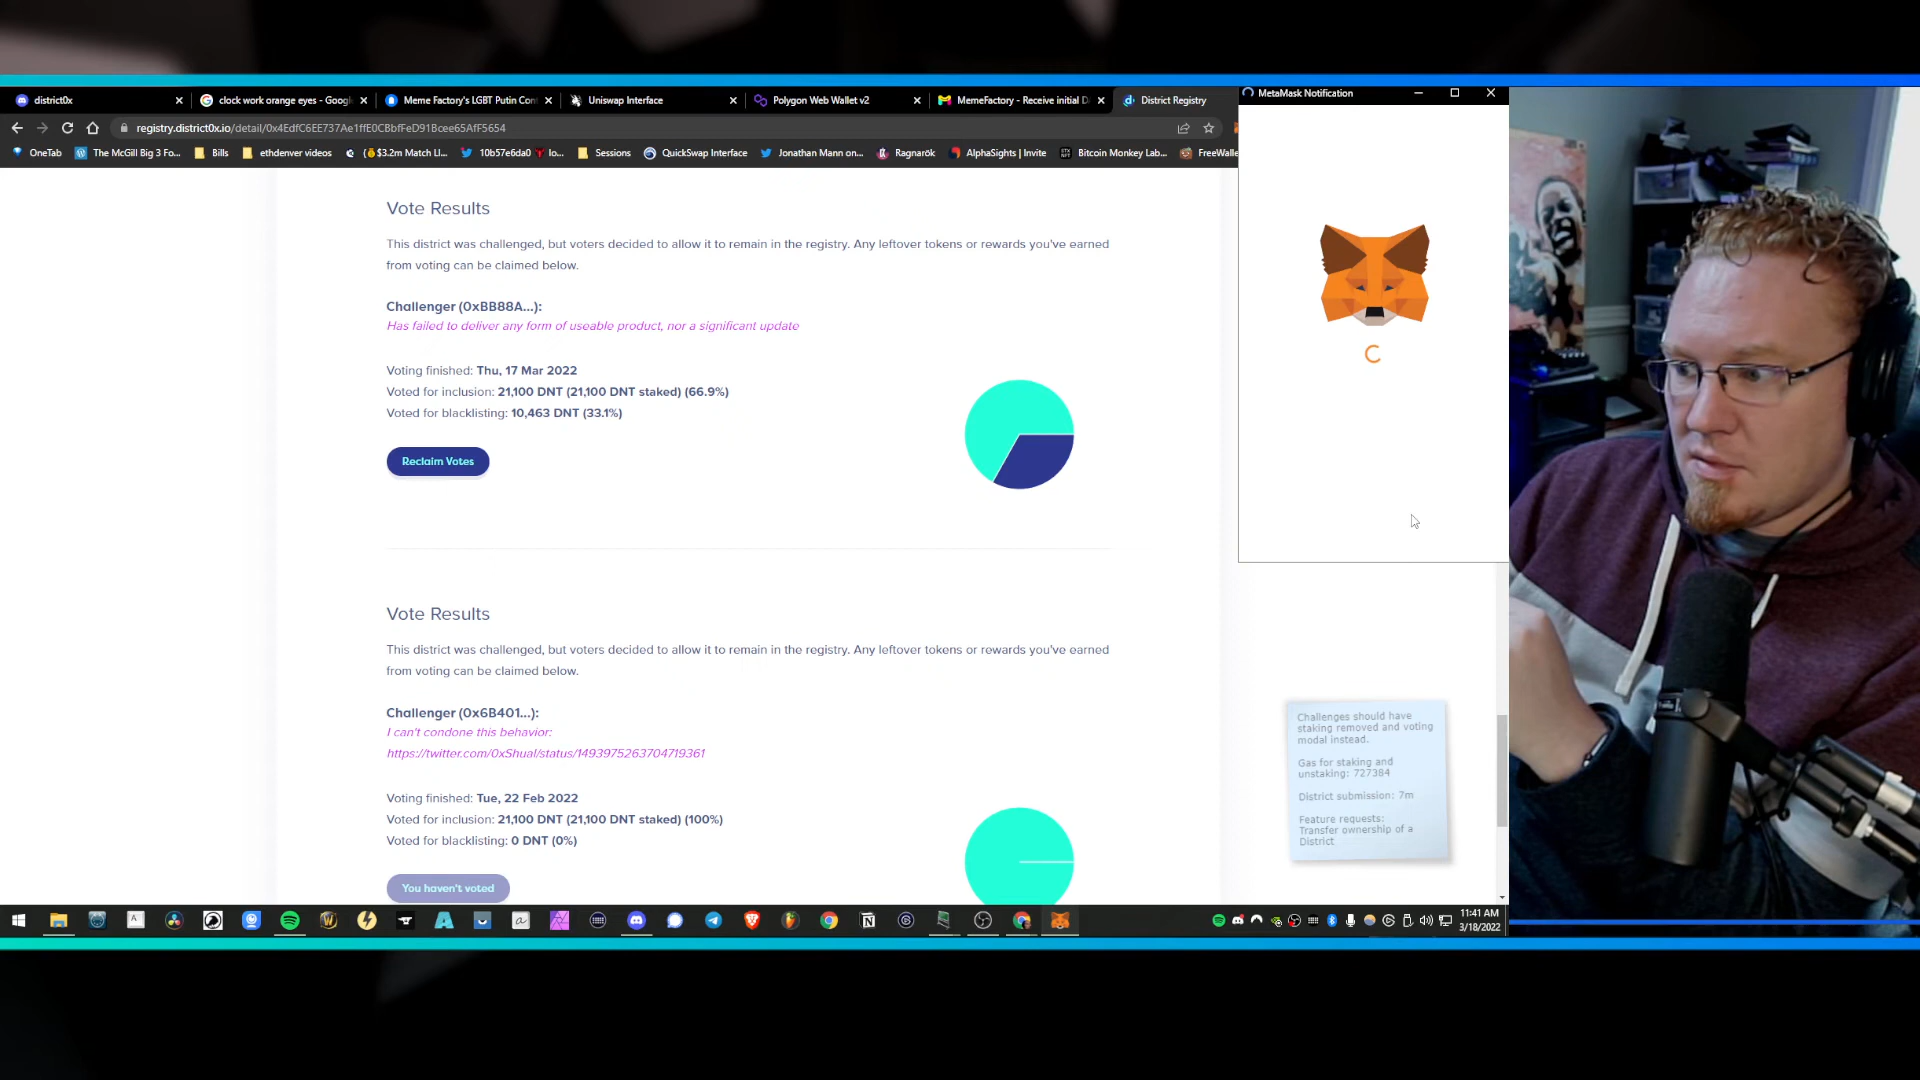 district0x
clock work orange eyes - Googl
Meme Factory's LGBT Putin Con
Uniswap Interface
Polygon Web Wallet v2
MemeFactory - Receive initial D
District Registry
MetaMask Notification
registry.district0x.io/detail/0x4EdfC6EE737Ae1ffE0CBbfFeD91Bcee65AfF5654
OneTab
The McGill Big 3 Fo...
Bills
ethdenver videos
($3.2m Match LI...
10b57e6da0
lo...
Sessions
QuickSwap Interface
Jonathan Mann on...
Ragnarök
AlphaSights | Invite
Bitcoin Monkey Lab...
FreeWalle
Vote Results
This district was challenged, but voters decided to allow it to remain in the registry. Any leftover tokens or rewards you've earned
from voting can be claimed below.
Challenger (0xBB88A...):
Has failed to deliver any form of useable product, nor a significant update
Voting finished: Thu, 17 Mar 2022
Voted for inclusion: 21,100 DNT (21,100 DNT staked) (66.9%)
Voted for blacklisting: 10,463 DNT (33.1%)
Reclaim Votes
Vote Results
This district was challenged, but voters decided to allow it to remain in the registry. Any leftover tokens or rewards you've earned
from voting can be claimed below.
Challenger (0x6B401...):
I can't condone this behavior:
https://twitter.com/0xShual/status/1493975263704719361
Voting finished: Tue, 22 Feb 2022
Voted for inclusion: 21,100 DNT (21,100 DNT staked) (100%)
Voted for blacklisting: 0 DNT (0%)
You haven't voted
Challenges should have
staking removed and voting
modal instead.
Gas for staking and
unstaking: 727384
District submission: 7m
Feature requests:
Transfer ownership of a
District
11:41 AM
3/18/2022